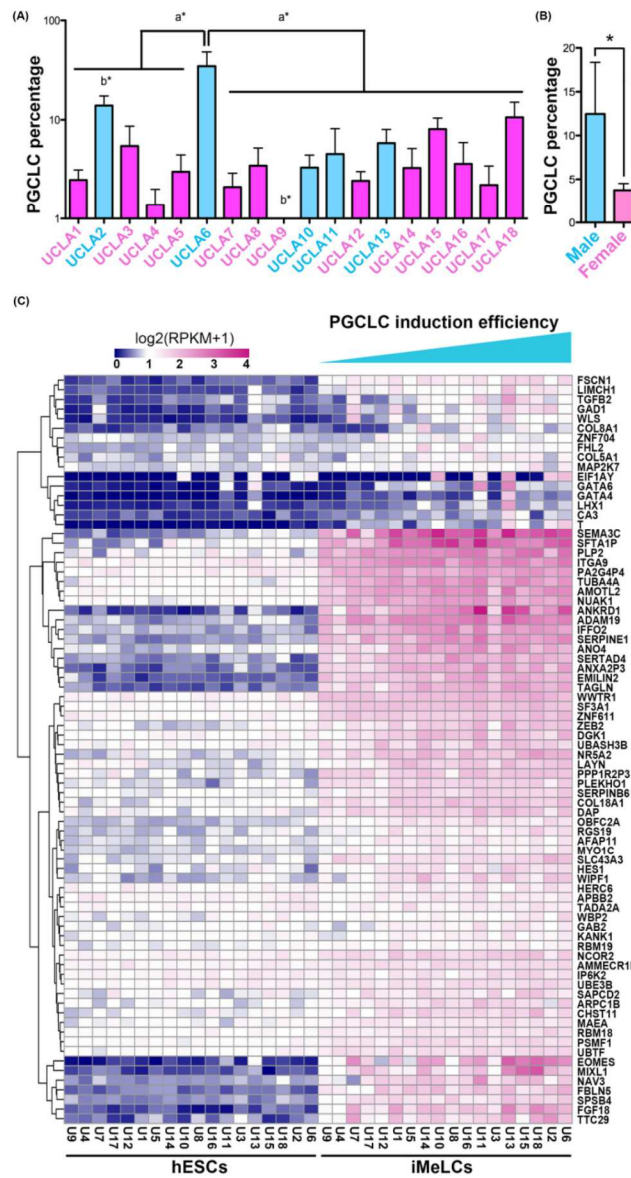 (A)
PGCLC percentage
100
10
1
a*
a*
b*
b*
UCLA1
UCLA2
UCLA3
UCLA4
UCLA5
UCLA6
UCLA7
UCLA8
UCLA9
UCLA10
UCLA11
UCLA12
UCLA13
UCLA14
UCLA15
UCLA16
UCLA17
UCLA18
(B)
PGCLC percentage
20
15
10
5
0
*
Male
Female
(C)
log2(RPKM+1)
0 1 2 3 4
PGCLC induction efficiency
FSCN1
LIMCH1
TGFB2
GAD1
WLS
COL8A1
ZNF704
FHL2
COL5A1
MAP2K7
EIF1AY
GATA6
GATA4
LHX1
CA3
T
SEMA3C
SFTA1P
PLP2
ITGA9
PA2G4P4
TUBA4A
AMOTL2
NUAK1
ANKRD1
ADAM19
IFFO2
SERPINE1
ANO4
SERTAD4
ANXA2P3
EMILIN2
TAGLN
WWTR1
SF3A1
ZNF611
ZEB2
DGK1
UBASH3B
NR5A2
LAYN
PPP1R2P3
PLEKHO1
SERPINB6
COL18A1
DAP
OBFC2A
RGS19
AFAP11
MYO1C
SLC43A3
HES1
WIPF1
HERC6
APBB2
TADA2A
WBP2
GAB2
KANK1
RBM19
NCOR2
AMMECR1
IP6K2
UBE3B
SAPCD2
ARPC1B
CHST11
MAEA
RBM18
PSMF1
UBTF
EOMES
MIXL1
NAV3
FBLN5
SPSB4
FGF18
TTC29
U9 U4 U7 U17 U12 U1 U5 U14 U10 U8 U16 U11 U3 U13 U15 U18 U2 U6 U9 U4 U7 U17 U12 U1 U5 U14 U10 U8 U16 U11 U3 U13 U15 U18 U2 U6
hESCs iMeLCs